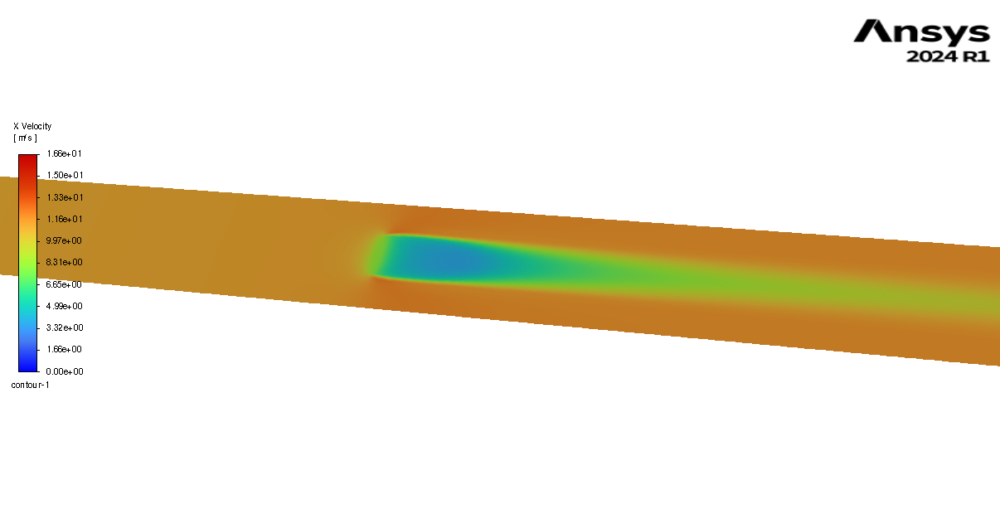 Ansys
2024 R1
X Velocity
[ m/s ]
1.66e+01
1.50e+01
1.33e+01
1.16e+01
9.97e+00
8.31e+00
6.65e+00
4.99e+00
3.32e+00
1.66e+00
0.00e+00
contour-1